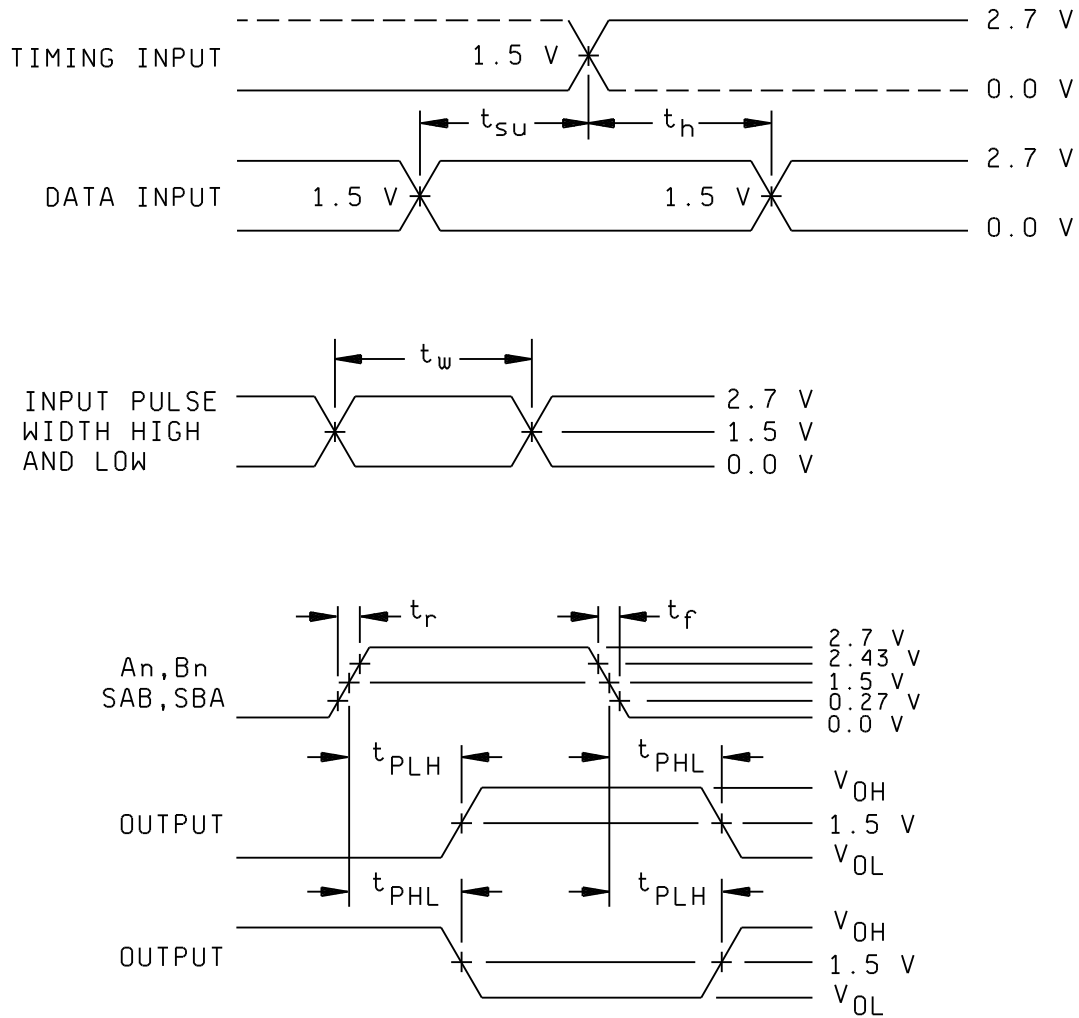 2.7 V
TIMING INPUT
1.5 V
0.0 V
tsu
th
2.7 V
DATA INPUT
1.5 V
1.5 V
0.0 V
tw
INPUT PULSE
WIDTH HIGH
AND LOW
2.7 V
1.5 V
0.0 V
tr
tf
An,Bn
SAB,SBA
2.7 V
2.43 V
1.5 V
0.27 V
0.0 V
tPLH
tPHL
OUTPUT
VOH
1.5 V
VOL
tPHL
tPLH
OUTPUT
VOH
1.5 V
VOL